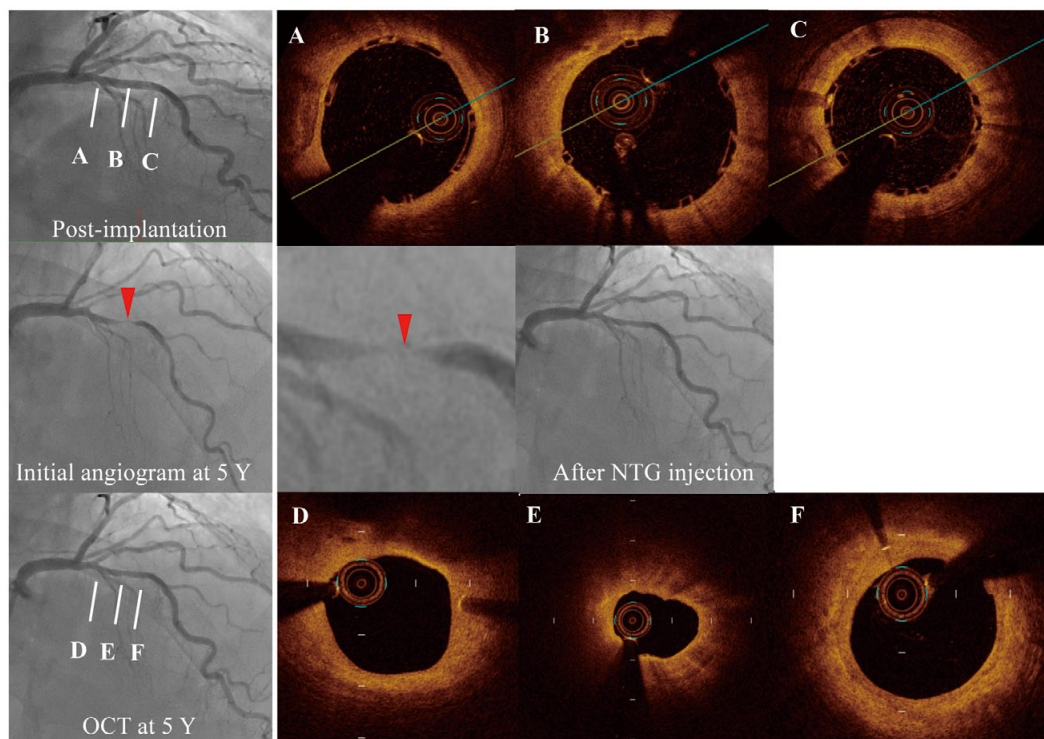 A
B
C
A
B
C
Post-implantation
Initial angiogram at 5 Y
After NTG injection
D
E
F
D
E
F
OCT at 5 Y